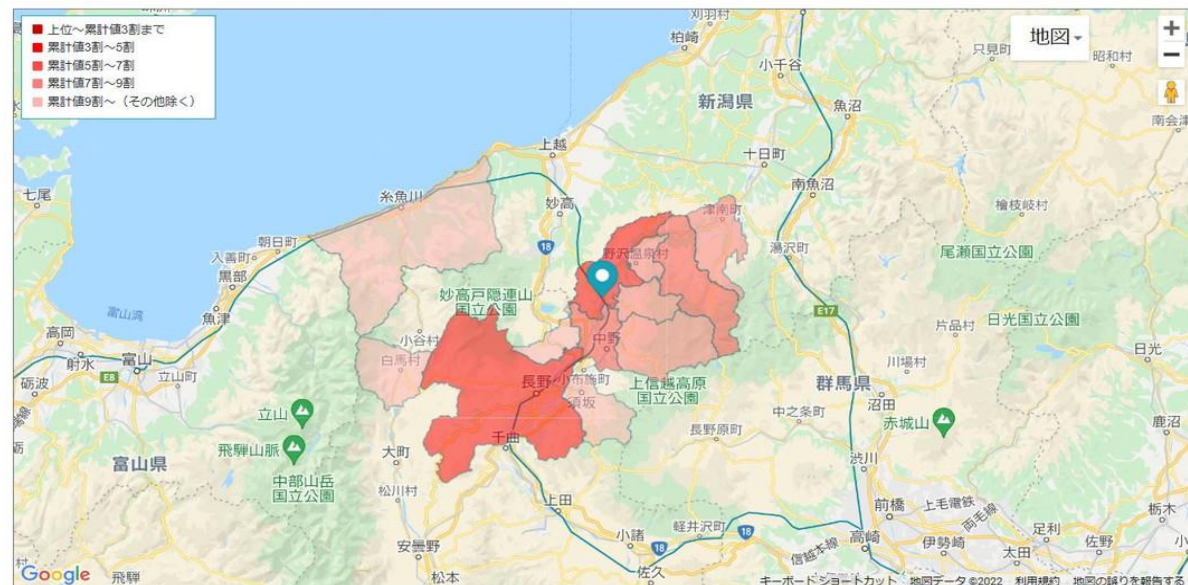 上位～累計値3割まで
累計値3割～5割
累計値5割～7割
累計値7割～9割
累計値9割～（その他除く）
地図
刈羽村
柏崎
小千谷
只見町
昭和村
新潟県
魚沼
南会津
上越
十日町
南魚沼
檜枝岐村
七尾
糸魚川
妙高
津南町
湯沢町
朝日町
入善町
黒部
18
野沢温泉村
尾瀬国立公園
富山湾
魚津
妙高戸隠連山
国立公園
E17
片品村
日光国立公園
高岡
射水
富山
E8
立山町
小谷村
白馬村
中野
小布施町
須坂
長野
上信越高原
国立公園
川場村
沼田
群馬県
日光
砺波
立山
飛騨山脈
中部山岳
国立公園
富山県
大町
千曲
長野原町
中之条町
赤城山
鹿沼
渋川
松川村
上田
前橋
上毛電鉄
両毛線
足利
栃木
安曇野
小諸
軽井沢町
18
18
信越本線
高崎
伊勢崎
太田
佐野
飛騨
松本
佐久
Google
キーボード ショートカット
地図データ ©2022
利用規約
地図の誤りを報告する